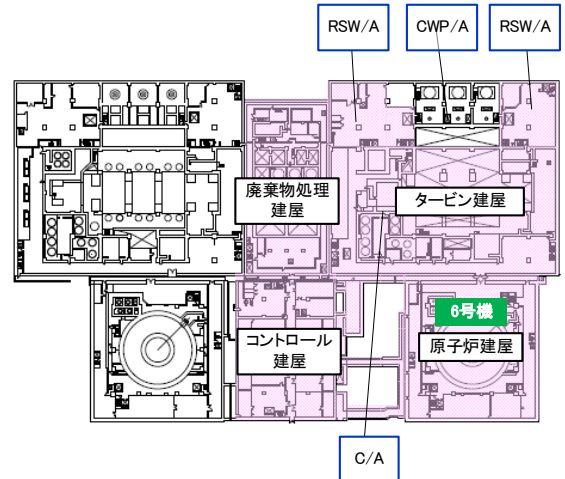 RSW/A
CWP/A
RSW/A
廃棄物処理
建屋
タービン建屋
6号機
コントロール
建屋
原子炉建屋
C/A